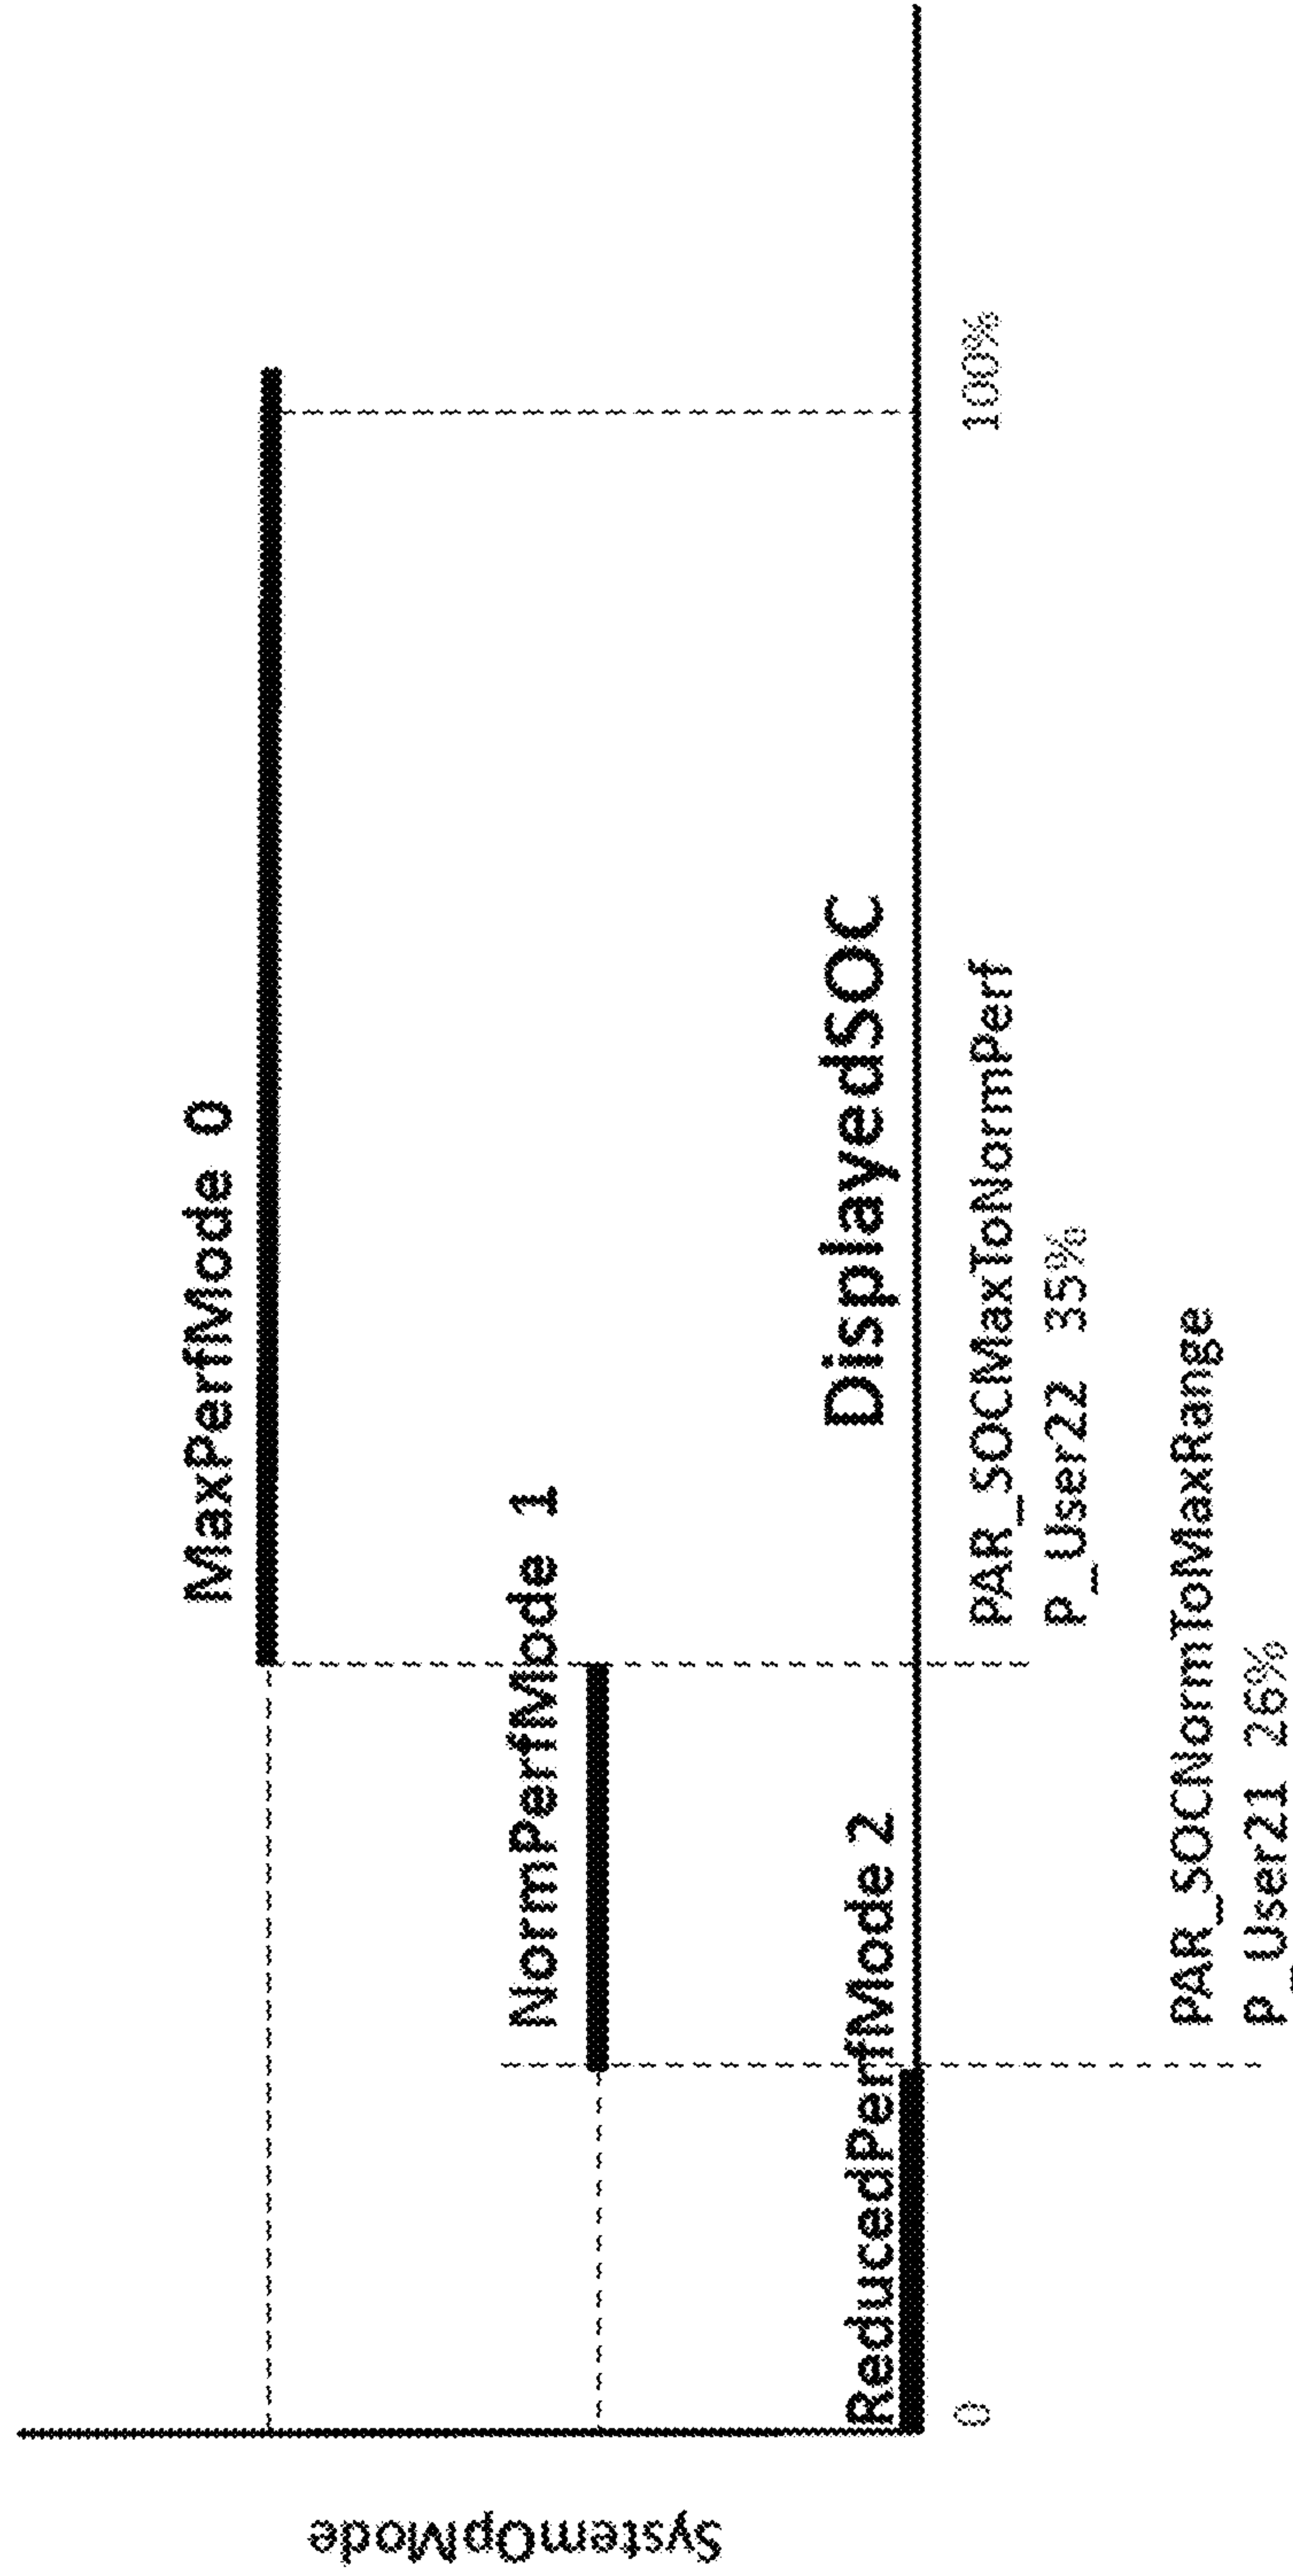 SystemOpMode
MaxPerfMode 0
NormPerfMode 1
ReducedPerfMode 2
DisplayedSOC
0
100%
PAR_SOCMaxToNormPerf
P_User22 35%
PAR_SOCNormToMaxRange
P_User21 26%